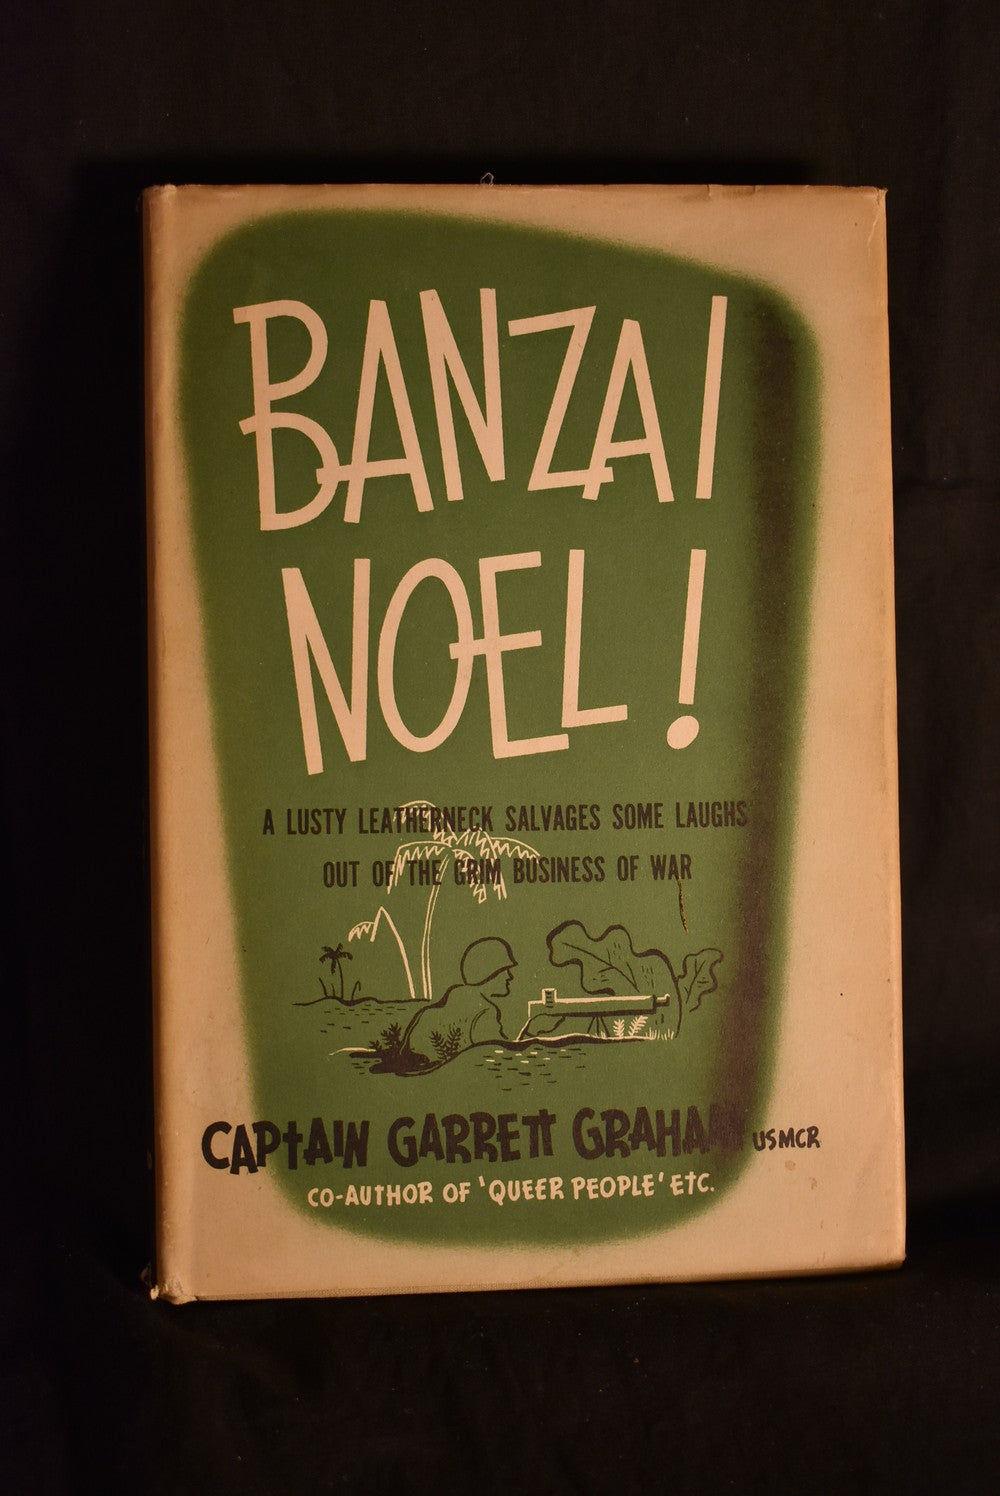 BANZAI
NOEL!
A LUSTY LEATHERNECK SALVAGES SOME LAUGHS
OUT OF THE GRIM BUSINESS OF WAR
CAPTAIN GARRETT GRAHAM USMCR
CO-AUTHOR OF 'QUEER PEOPLE' ETC.